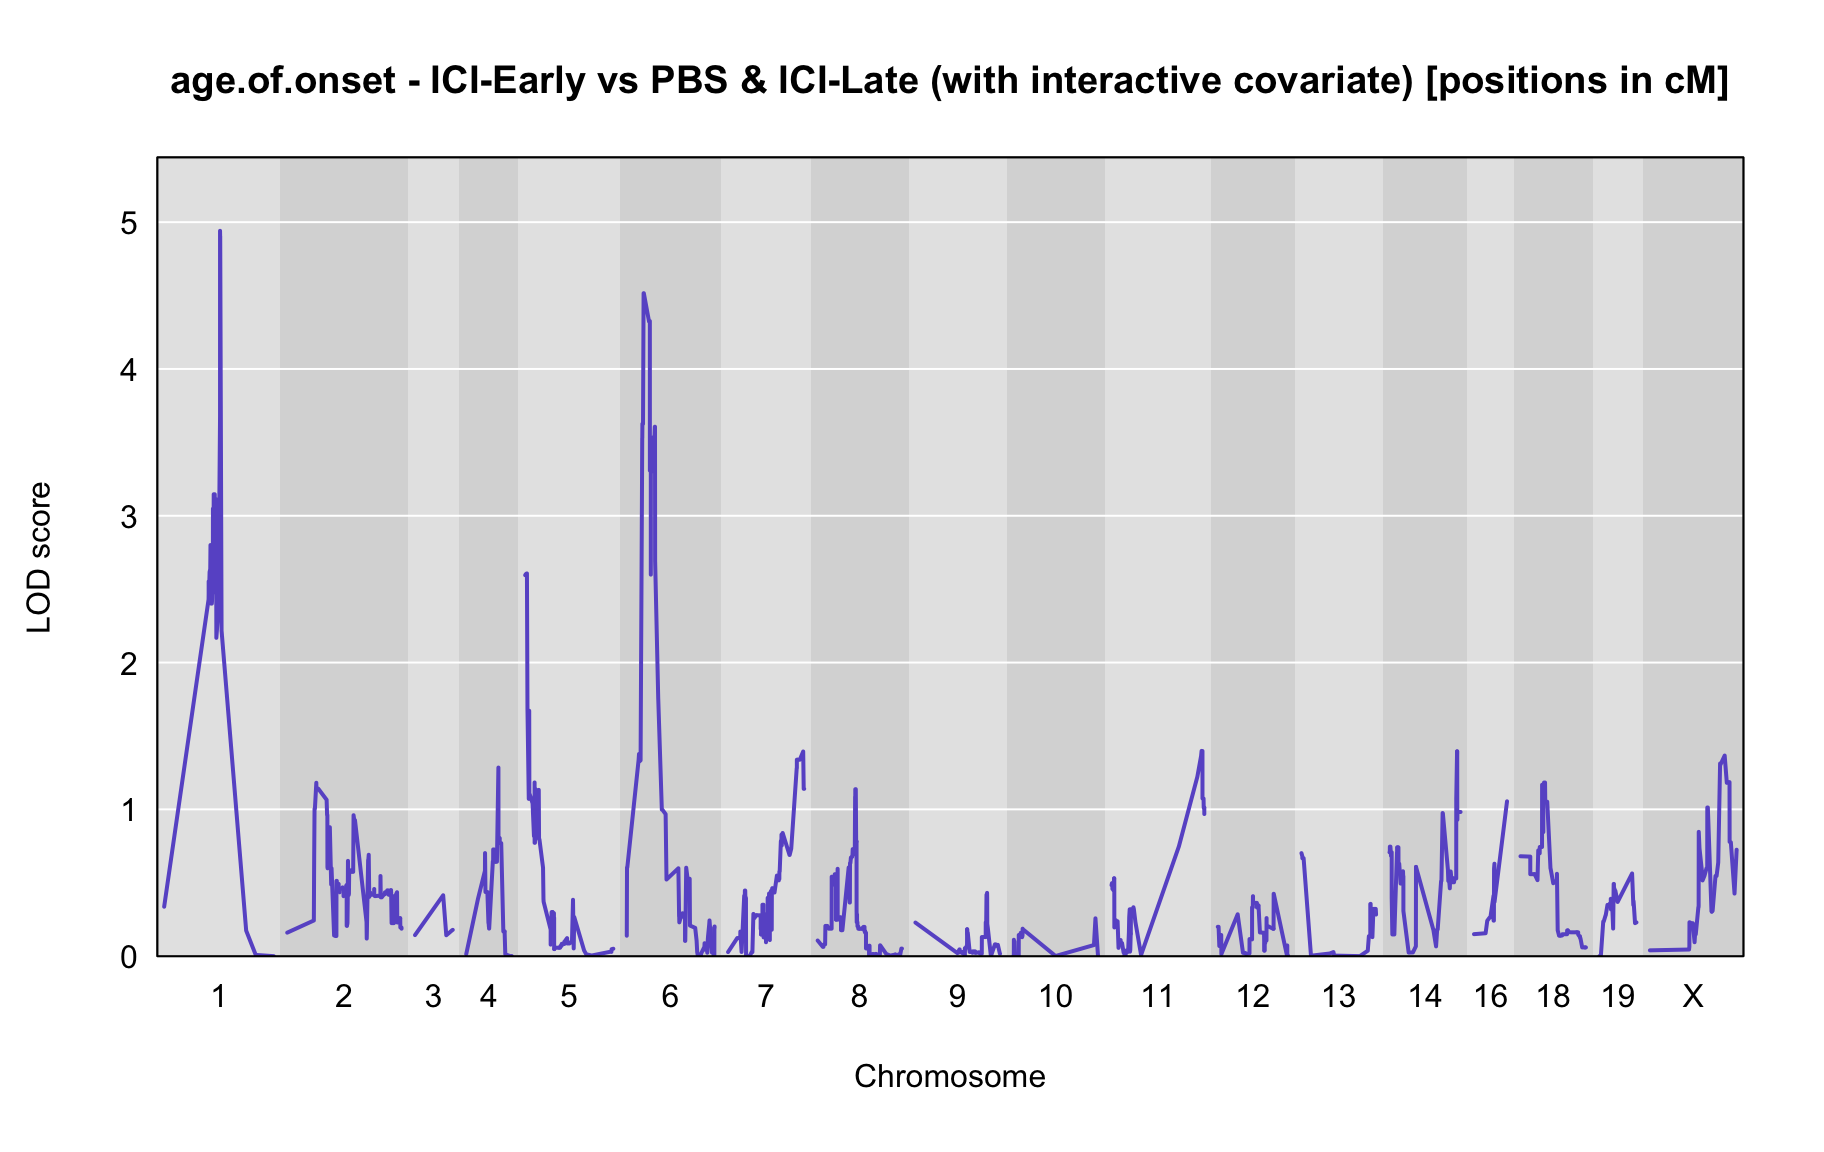 age.of.onset - ICI-Early vs PBS & ICI-Late (with interactive covariate) [positions in cM]
LOD score
5
4
3
2
1
0
1 2 3 4 5 6 7 8 9 10 11 12 13 14 16 18 19 X
Chromosome